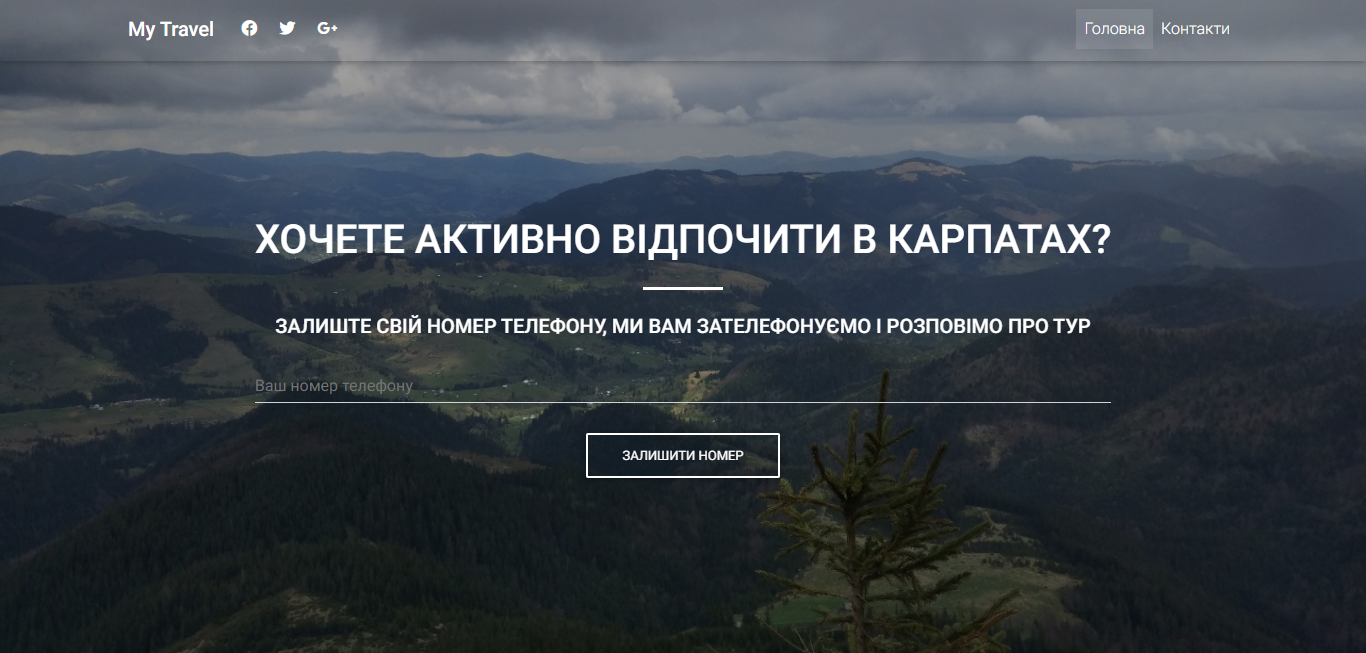 My Travel
Головна Контакти
ХОЧЕТЕ АКТИВНО ВІДПОЧИТИ В КАРПАТАХ?
ЗАЛИШТЕ СВІЙ НОМЕР ТЕЛЕФОНУ, МИ ВАМ ЗАТЕЛЕФОНУЄМО І РОЗПОВІМО ПРО ТУР
Ваш номер телефону
ЗАЛИШИТИ НОМЕР